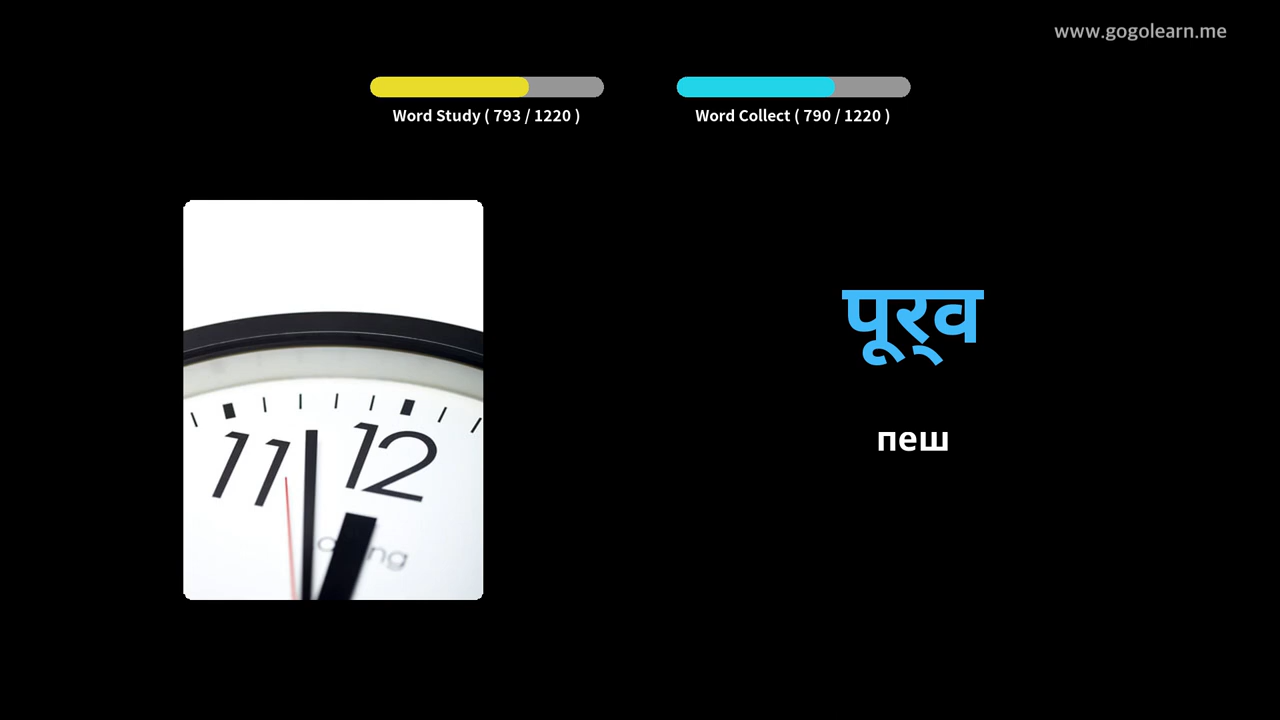 www.gogolearn.me
Word Study ( 793 / 1220 )
Word Collect ( 790 / 1220 )
11 12
पूर्‌व
пеш